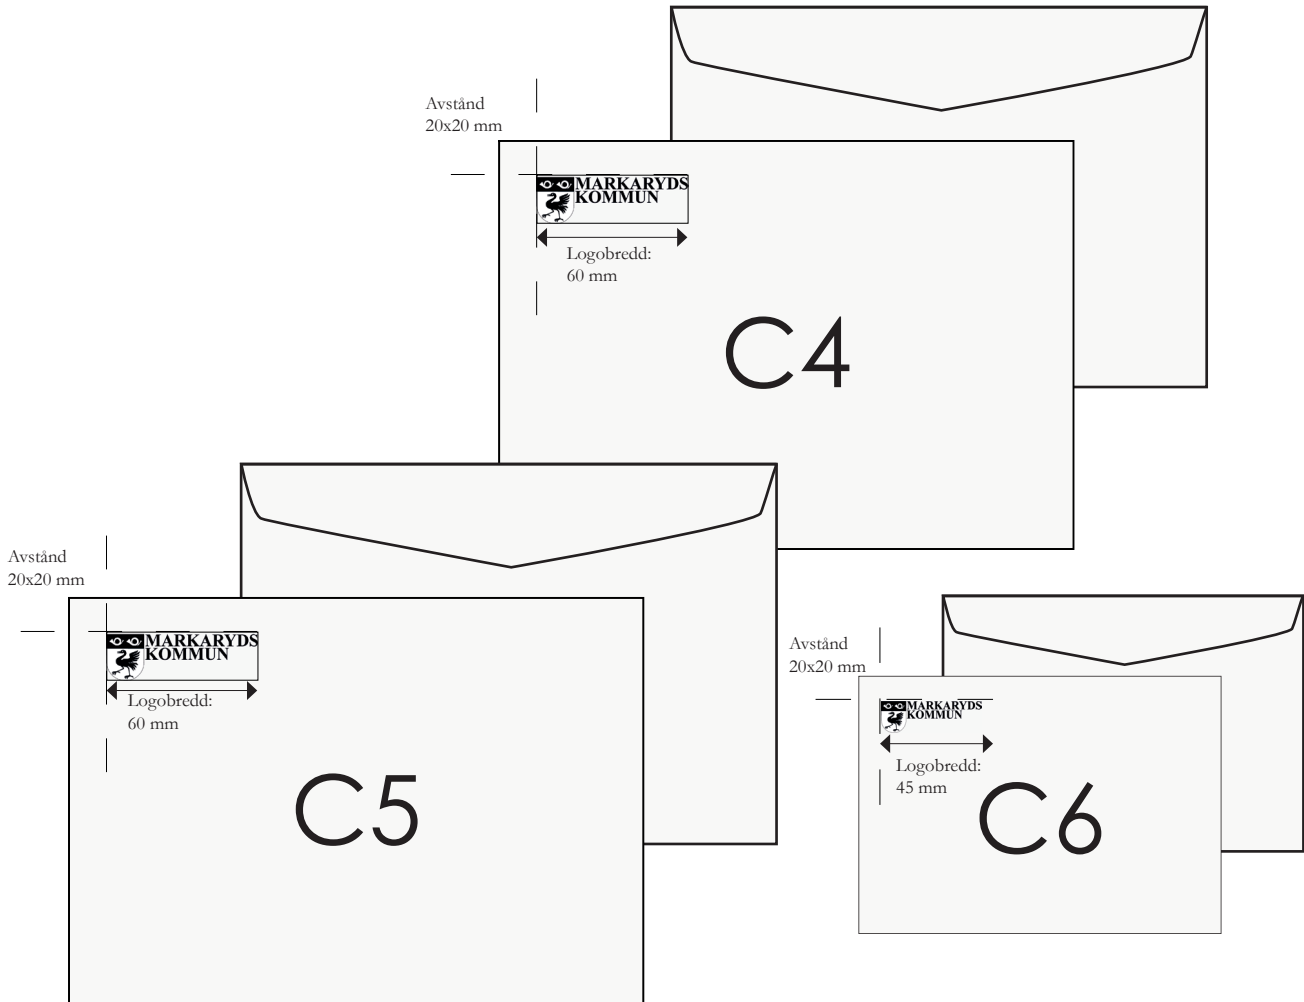 Avstånd
20x20 mm
MARKARYDS
KOMMUN
Logobredd:
60 mm
C4
Avstånd
20x20 mm
MARKARYDS
KOMMUN
Logobredd:
60 mm
C5
Avstånd
20x20 mm
MARKARYDS
KOMMUN
Logobredd:
45 mm
C6